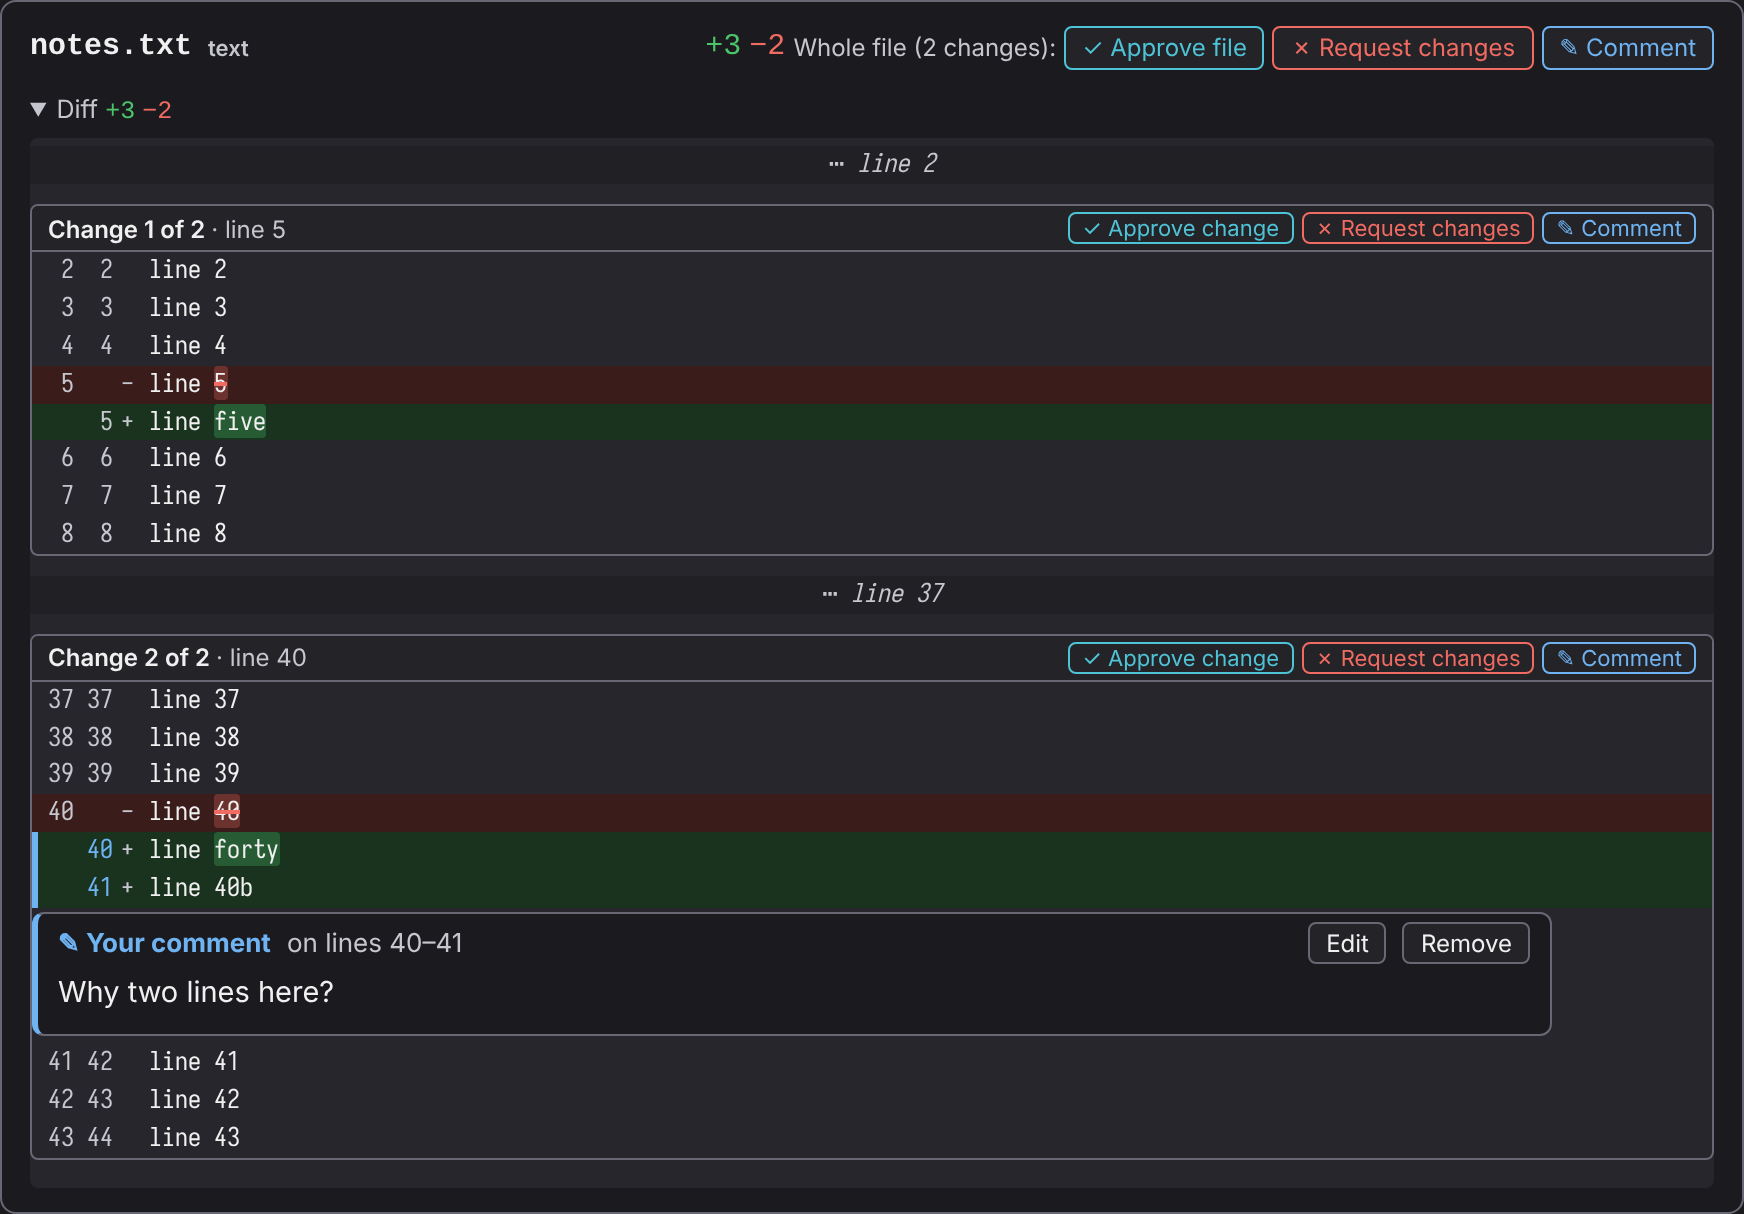 notes.txt text +3 −2 Whole file (2 changes): ✓ Approve file × Request changes ✎ Comment
▼ Diff +3 −2
⋯ line 2
Change 1 of 2 · line 5 ✓ Approve change × Request changes ✎ Comment
2 2 line 2
3 3 line 3
4 4 line 4
5 - line 5
5 + line five
6 6 line 6
7 7 line 7
8 8 line 8
⋯ line 37
Change 2 of 2 · line 40 ✓ Approve change × Request changes ✎ Comment
37 37 line 37
38 38 line 38
39 39 line 39
40 - line 40
40 + line forty
41 + line 40b
✎ Your comment on lines 40–41 Edit Remove
Why two lines here?
41 42 line 41
42 43 line 42
43 44 line 43